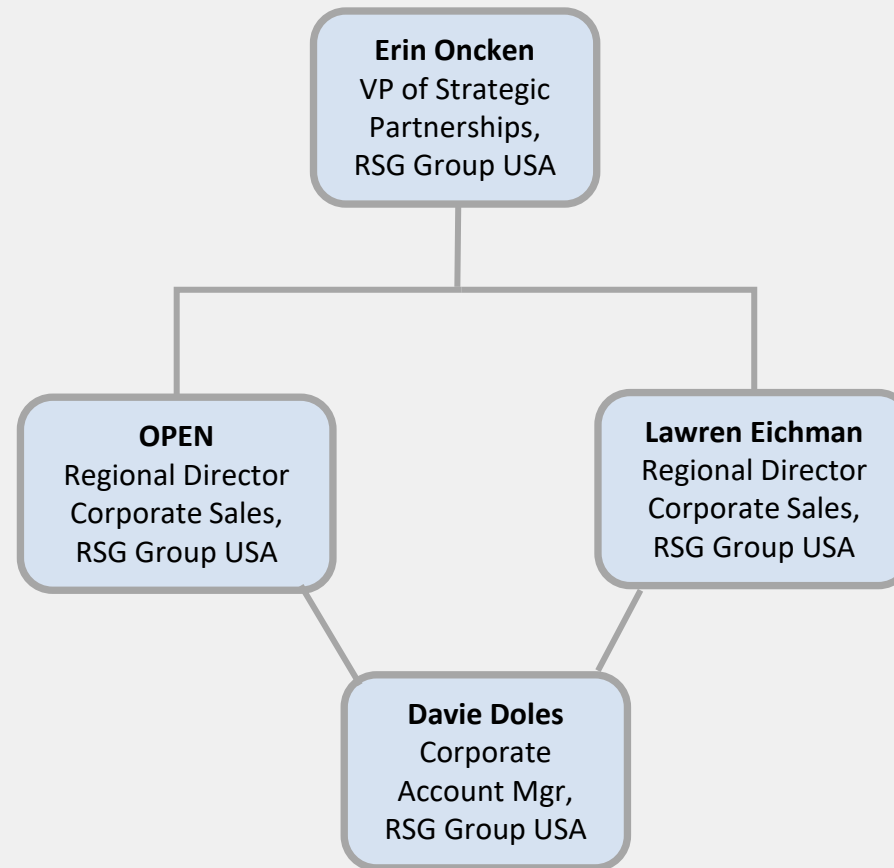 Erin Oncken
VP of Strategic
Partnerships,
RSG Group USA
OPEN
Regional Director
Corporate Sales,
RSG Group USA
Lawren Eichman
Regional Director
Corporate Sales,
RSG Group USA
Davie Doles
Corporate
Account Mgr,
RSG Group USA